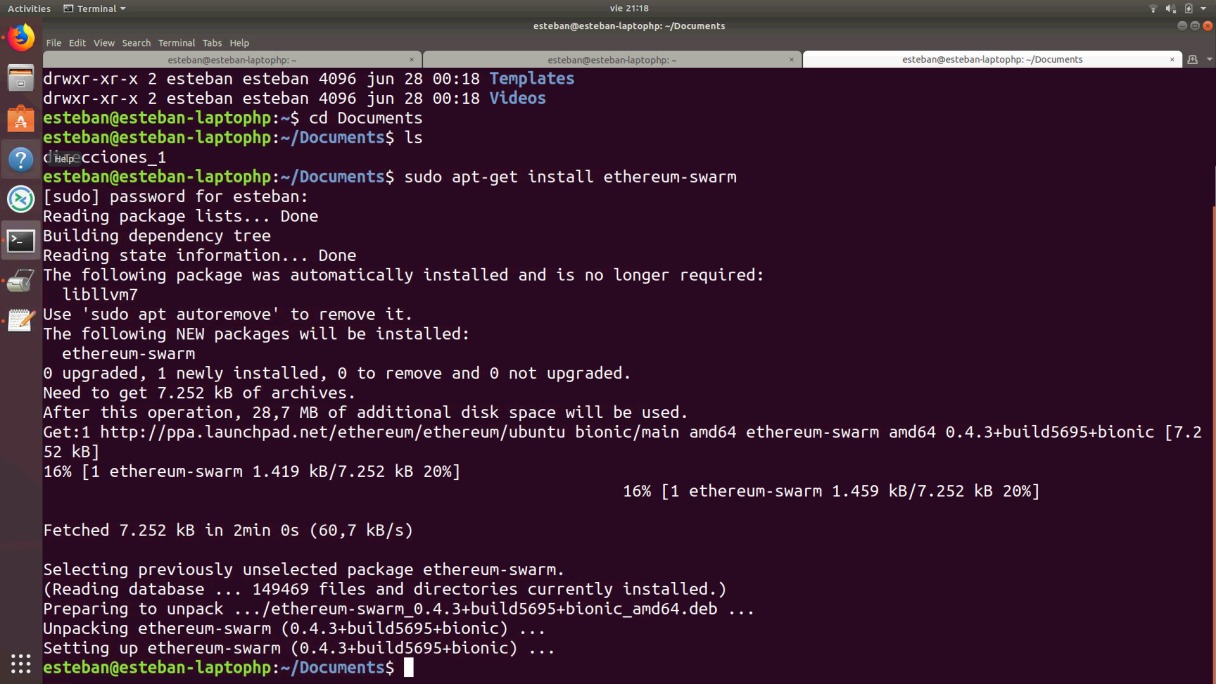 Activities Terminal vie 21:18
esteban@esteban-laptophp: ~/Documents
File Edit View Search Terminal Tabs Help
esteban@esteban-laptophp: ~ × esteban@esteban-laptophp: ~ × esteban@esteban-laptophp: ~/Documents ×
drwxr-xr-x 2 esteban esteban 4096 jun 28 00:18 Templates
drwxr-xr-x 2 esteban esteban 4096 jun 28 00:18 Videos
esteban@esteban-laptophp:~$ cd Documents
esteban@esteban-laptophp:~/Documents$ ls
Help
cciones_1
esteban@esteban-laptophp:~/Documents$ sudo apt-get install ethereum-swarm
[sudo] password for esteban:
Reading package lists... Done
Building dependency tree
Reading state information... Done
The following package was automatically installed and is no longer required:
libllvm7
Use 'sudo apt autoremove' to remove it.
The following NEW packages will be installed:
ethereum-swarm
0 upgraded, 1 newly installed, 0 to remove and 0 not upgraded.
Need to get 7.252 kB of archives.
After this operation, 28,7 MB of additional disk space will be used.
Get:1 http://ppa.launchpad.net/ethereum/ethereum/ubuntu bionic/main amd64 ethereum-swarm amd64 0.4.3+build5695+bionic [7.2
52 kB]
16% [1 ethereum-swarm 1.419 kB/7.252 kB 20%]
16% [1 ethereum-swarm 1.459 kB/7.252 kB 20%]
Fetched 7.252 kB in 2min 0s (60,7 kB/s)
Selecting previously unselected package ethereum-swarm.
(Reading database ... 149469 files and directories currently installed.)
Preparing to unpack .../ethereum-swarm_0.4.3+build5695+bionic_amd64.deb ...
Unpacking ethereum-swarm (0.4.3+build5695+bionic) ...
Setting up ethereum-swarm (0.4.3+build5695+bionic) ...
esteban@esteban-laptophp:~/Documents$